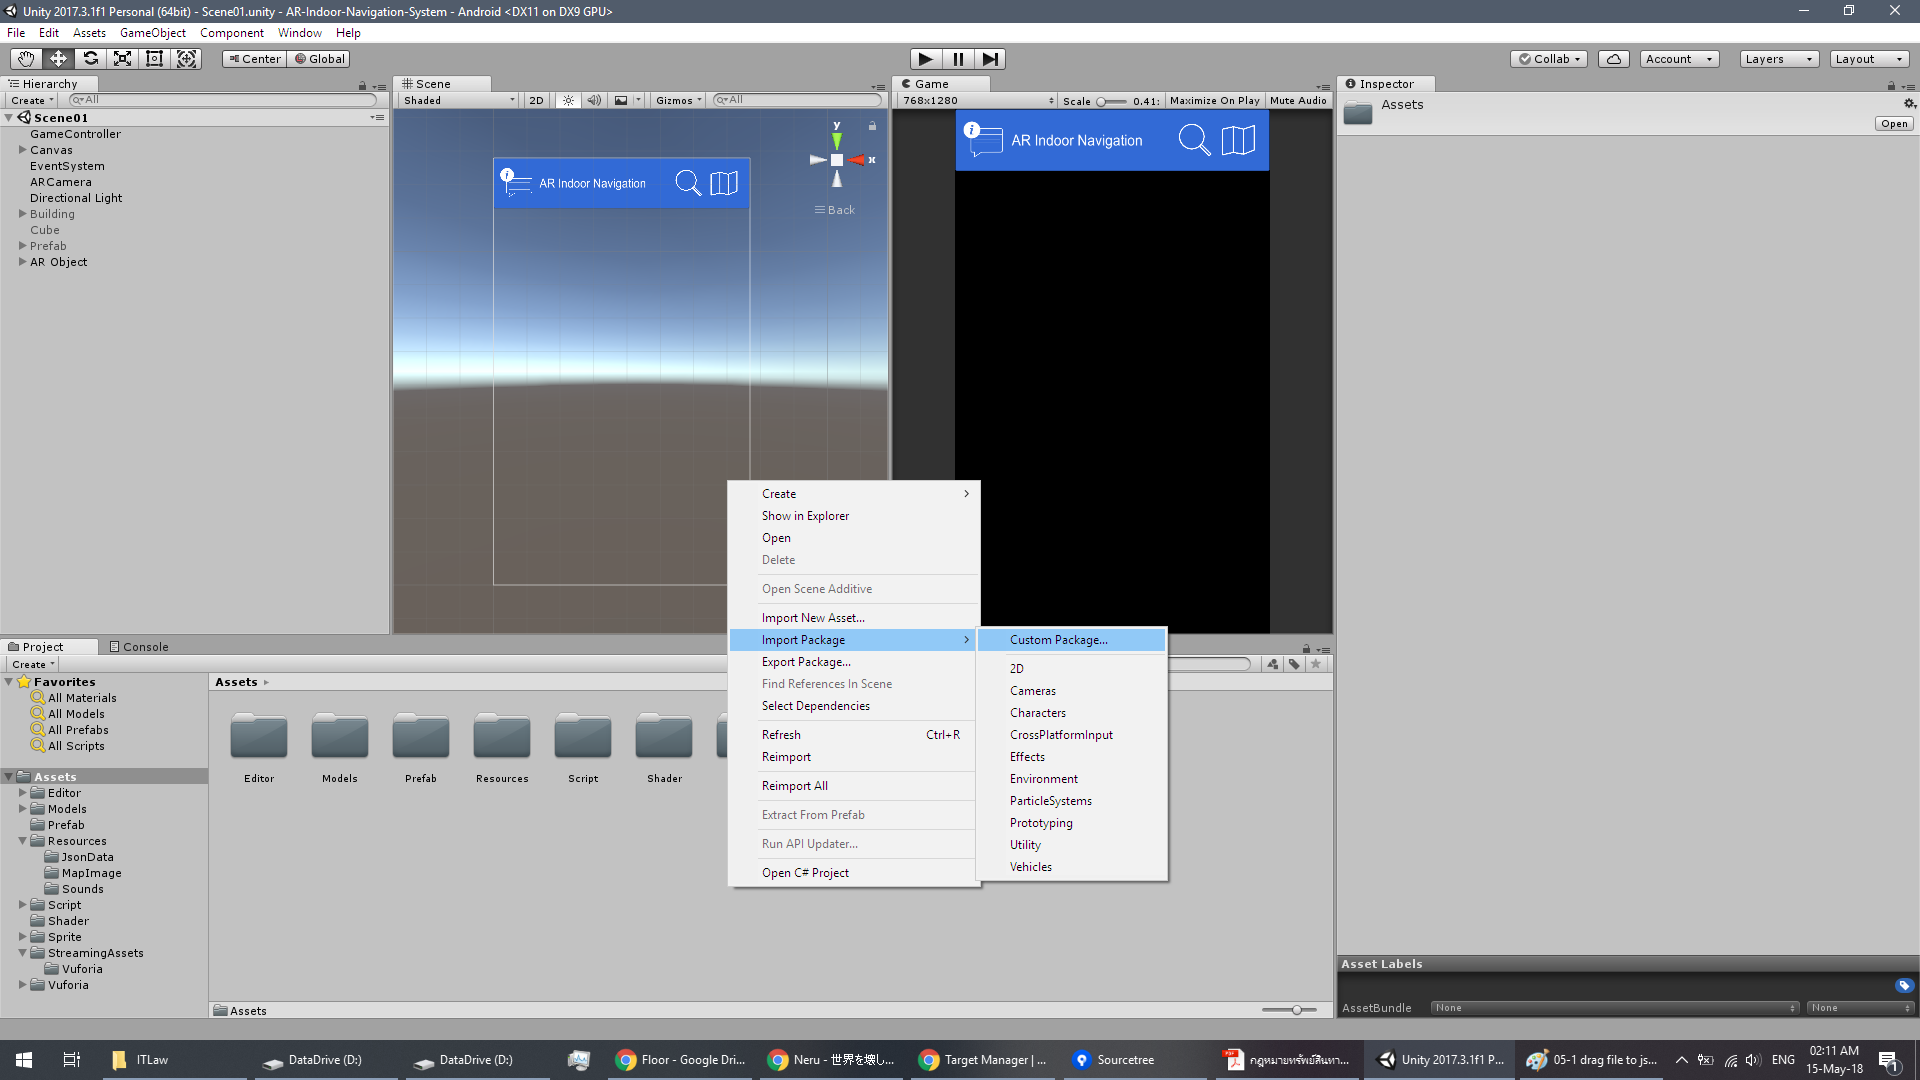 Unity 2017.3.1f1 Personal (64bit) - Scene01.unity - AR-Indoor-Navigation-System - Android <DX11 on DX9 GPU>
File Edit Assets GameObject Component Window Help
Center Global Collab Account Layers Layout
Hierarchy
Create All
Scene01
GameController
Canvas
EventSystem
ARCamera
Directional Light
Building
Cube
Prefab
AR Object
Scene
Shaded 2D Gizmos All
AR Indoor Navigation
y
x
Back
Game
768x1280 Scale 0.41: Maximize On Play Mute Audio
AR Indoor Navigation
Inspector
Assets
Open
Create
Show in Explorer
Open
Delete
Open Scene Additive
Import New Asset...
Import Package
Export Package...
Find References In Scene
Select Dependencies
Refresh Ctrl+R
Reimport
Reimport All
Extract From Prefab
Run API Updater...
Open C# Project
Custom Package...
2D
Cameras
Characters
CrossPlatformInput
Effects
Environment
ParticleSystems
Prototyping
Utility
Vehicles
Project Console
Create
Favorites
All Materials
All Models
All Prefabs
All Scripts
Assets
Editor
Models
Prefab
Resources
JsonData
MapImage
Sounds
Script
Shader
Sprite
StreamingAssets
Vuforia
Vuforia
Assets
Editor Models Prefab Resources Script Shader
Assets
Asset Labels
AssetBundle None None
ITLaw DataDrive (D:) DataDrive (D:) Floor - Google Dri... Neru - 世界を壊し... Target Manager | ... Sourcetree กฎหมายทรัพย์สินทา... Unity 2017.3.1f1 P... 05-1 drag file to js... ENG
02:11 AM
15-May-18
1